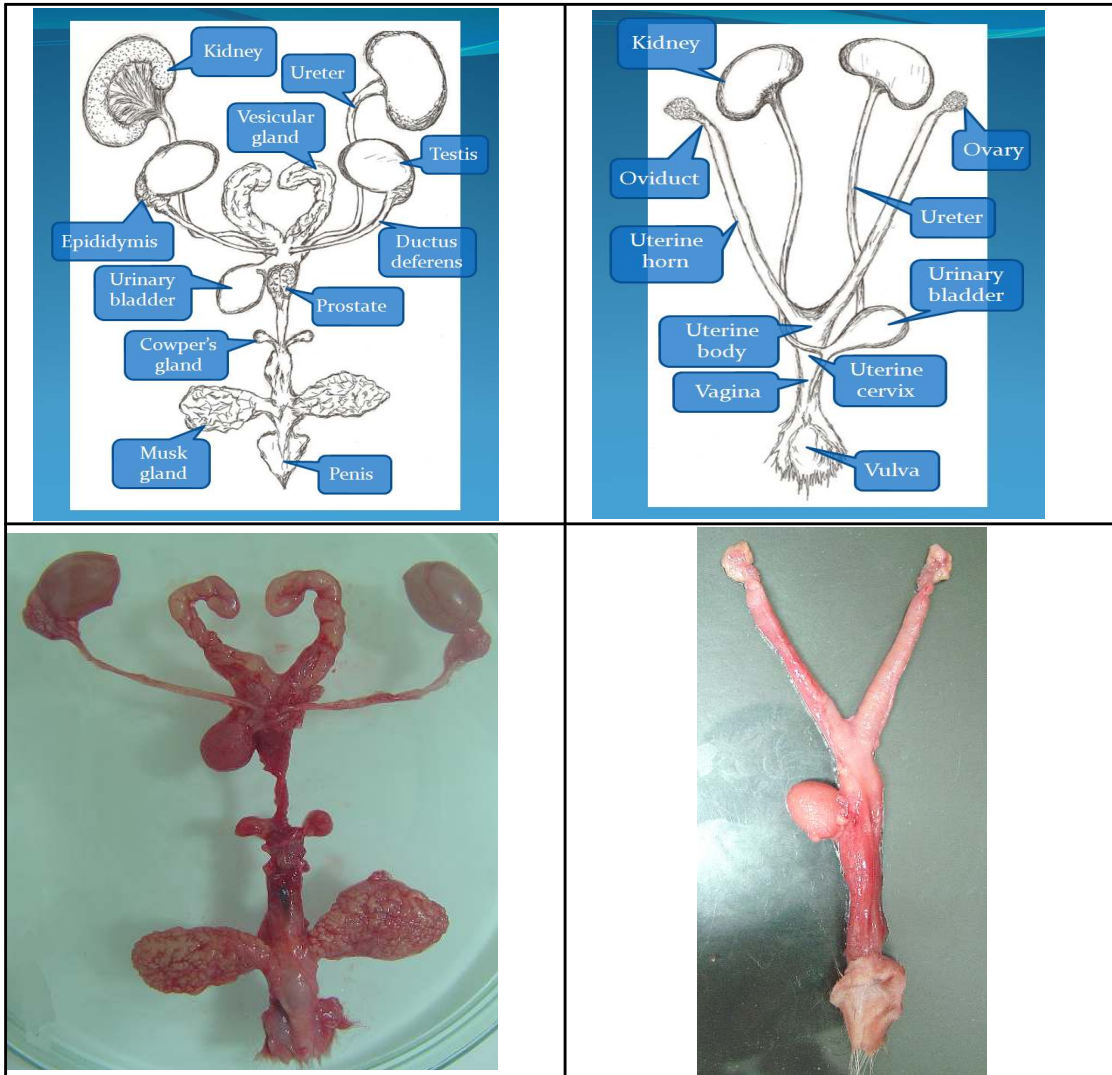 Kidney
Ureter
Vesicular
gland
Testis
Epididymis
Ductus
deferens
Urinary
bladder
Prostate
Cowper's
gland
Musk
gland
Penis
Kidney
Ovary
Oviduct
Ureter
Uterine
horn
Urinary
bladder
Uterine
body
Uterine
cervix
Vagina
Vulva